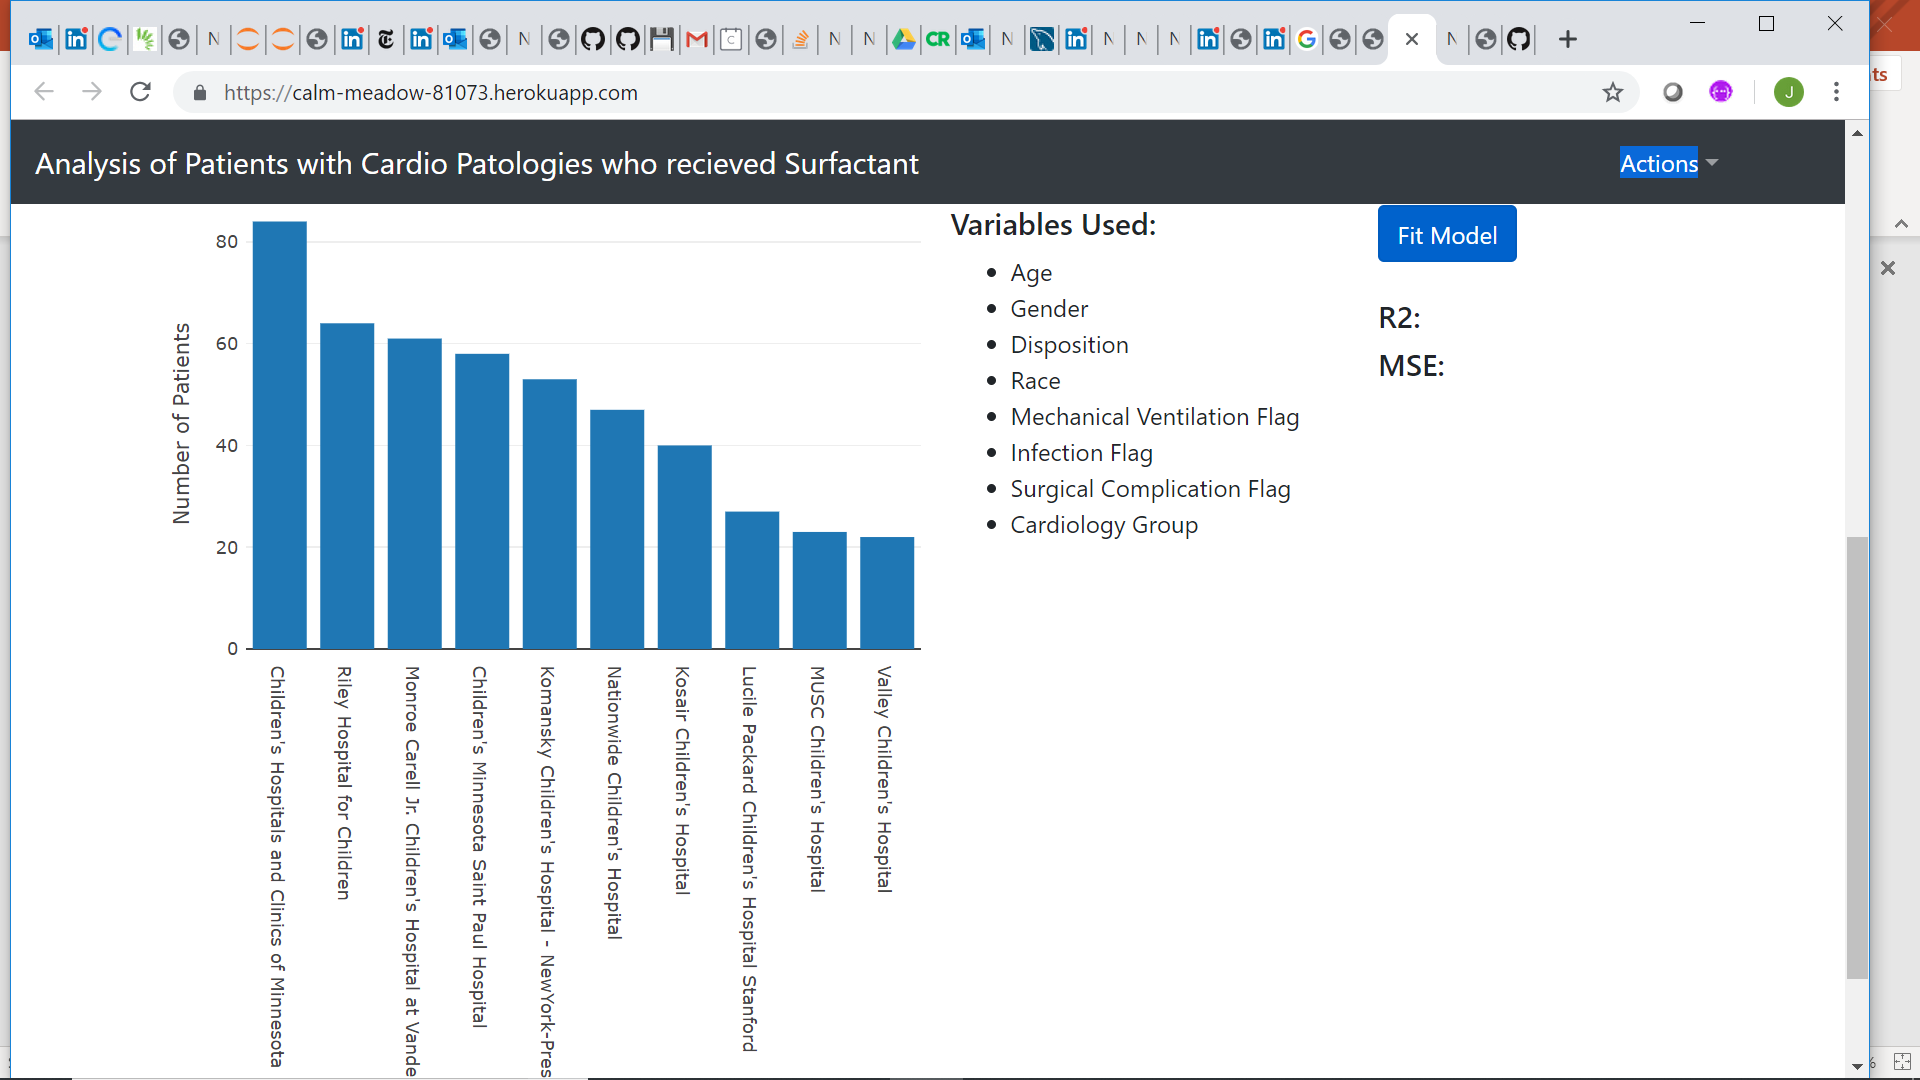 https://calm-meadow-81073.herokuapp.com
J
ts
Analysis of Patients with Cardio Patologies who recieved Surfactant
Actions
Number of Patients
80
60
40
20
0
Children's Hospitals and Clinics of Minnesota
Riley Hospital for Children
Monroe Carell Jr. Children's Hospital at Vande
Children's Minnesota Saint Paul Hospital
Komansky Children's Hospital - NewYork-Pres
Nationwide Children's Hospital
Kosair Children's Hospital
Lucile Packard Children's Hospital Stanford
MUSC Children's Hospital
Valley Children's Hospital
Variables Used:
Age
Gender
Disposition
Race
Mechanical Ventilation Flag
Infection Flag
Surgical Complication Flag
Cardiology Group
Fit Model
R2:
MSE: